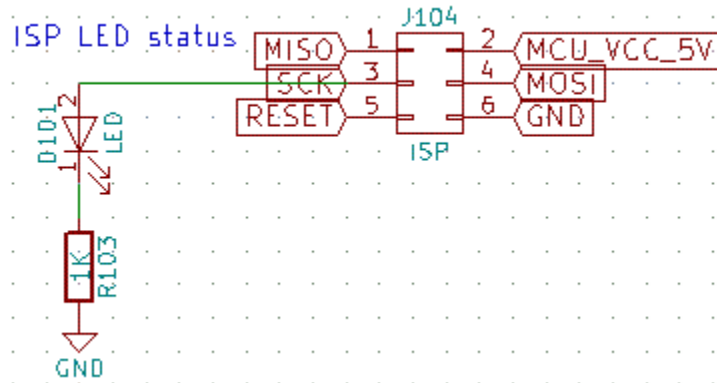 ISP LED status
J104
MISO 1 2 MCU_VCC_5V
SCK 3 4 MOSI
RESET 5 6 GND
ISP
2
D101
LED
1
1K
R103
GND